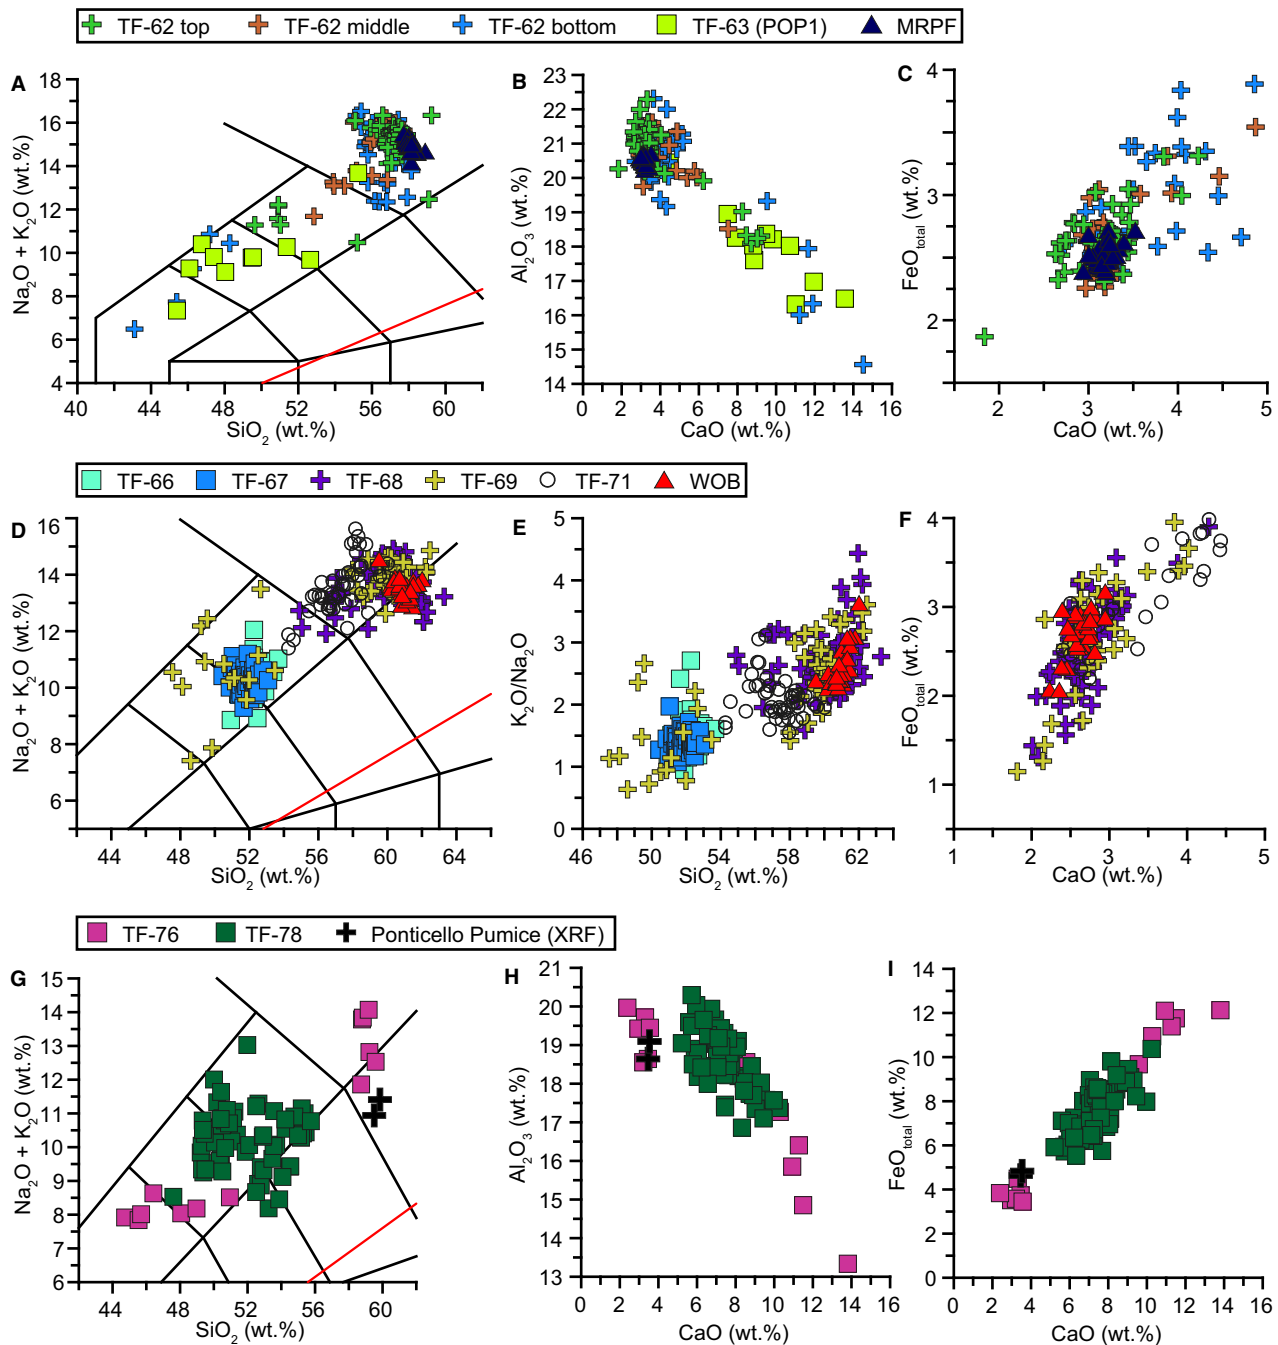 TF-62 top TF-62 middle TF-62 bottom TF-63 (POP1) MRPF
A
18
16
14
12
10
8
6
4
Na₂O + K₂O (wt.%)
40 44 48 52 56 60
SiO₂ (wt.%)
B
23
22
21
20
19
18
17
16
15
14
Al₂O₃ (wt.%)
0 2 4 6 8 10 12 14 16
CaO (wt.%)
C
4
3
2
FeO total (wt.%)
2 3 4 5
CaO (wt.%)
TF-66 TF-67 TF-68 TF-69 TF-71 WOB
D
16
14
12
10
8
6
Na₂O + K₂O (wt.%)
44 48 52 56 60 64
SiO₂ (wt.%)
E
5
4
3
2
1
0
K₂O/Na₂O
46 50 54 58 62
SiO₂ (wt.%)
F
4
3
2
1
FeO total (wt.%)
1 2 3 4 5
CaO (wt.%)
TF-76 TF-78 Ponticello Pumice (XRF)
G
15
14
13
12
11
10
9
8
7
6
Na₂O + K₂O (wt.%)
44 48 52 56 60
SiO₂ (wt.%)
H
21
20
19
18
17
16
15
14
13
Al₂O₃ (wt.%)
0 2 4 6 8 10 12 14 16
CaO (wt.%)
I
14
12
10
8
6
4
2
0
FeO total (wt.%)
0 2 4 6 8 10 12 14 16
CaO (wt.%)